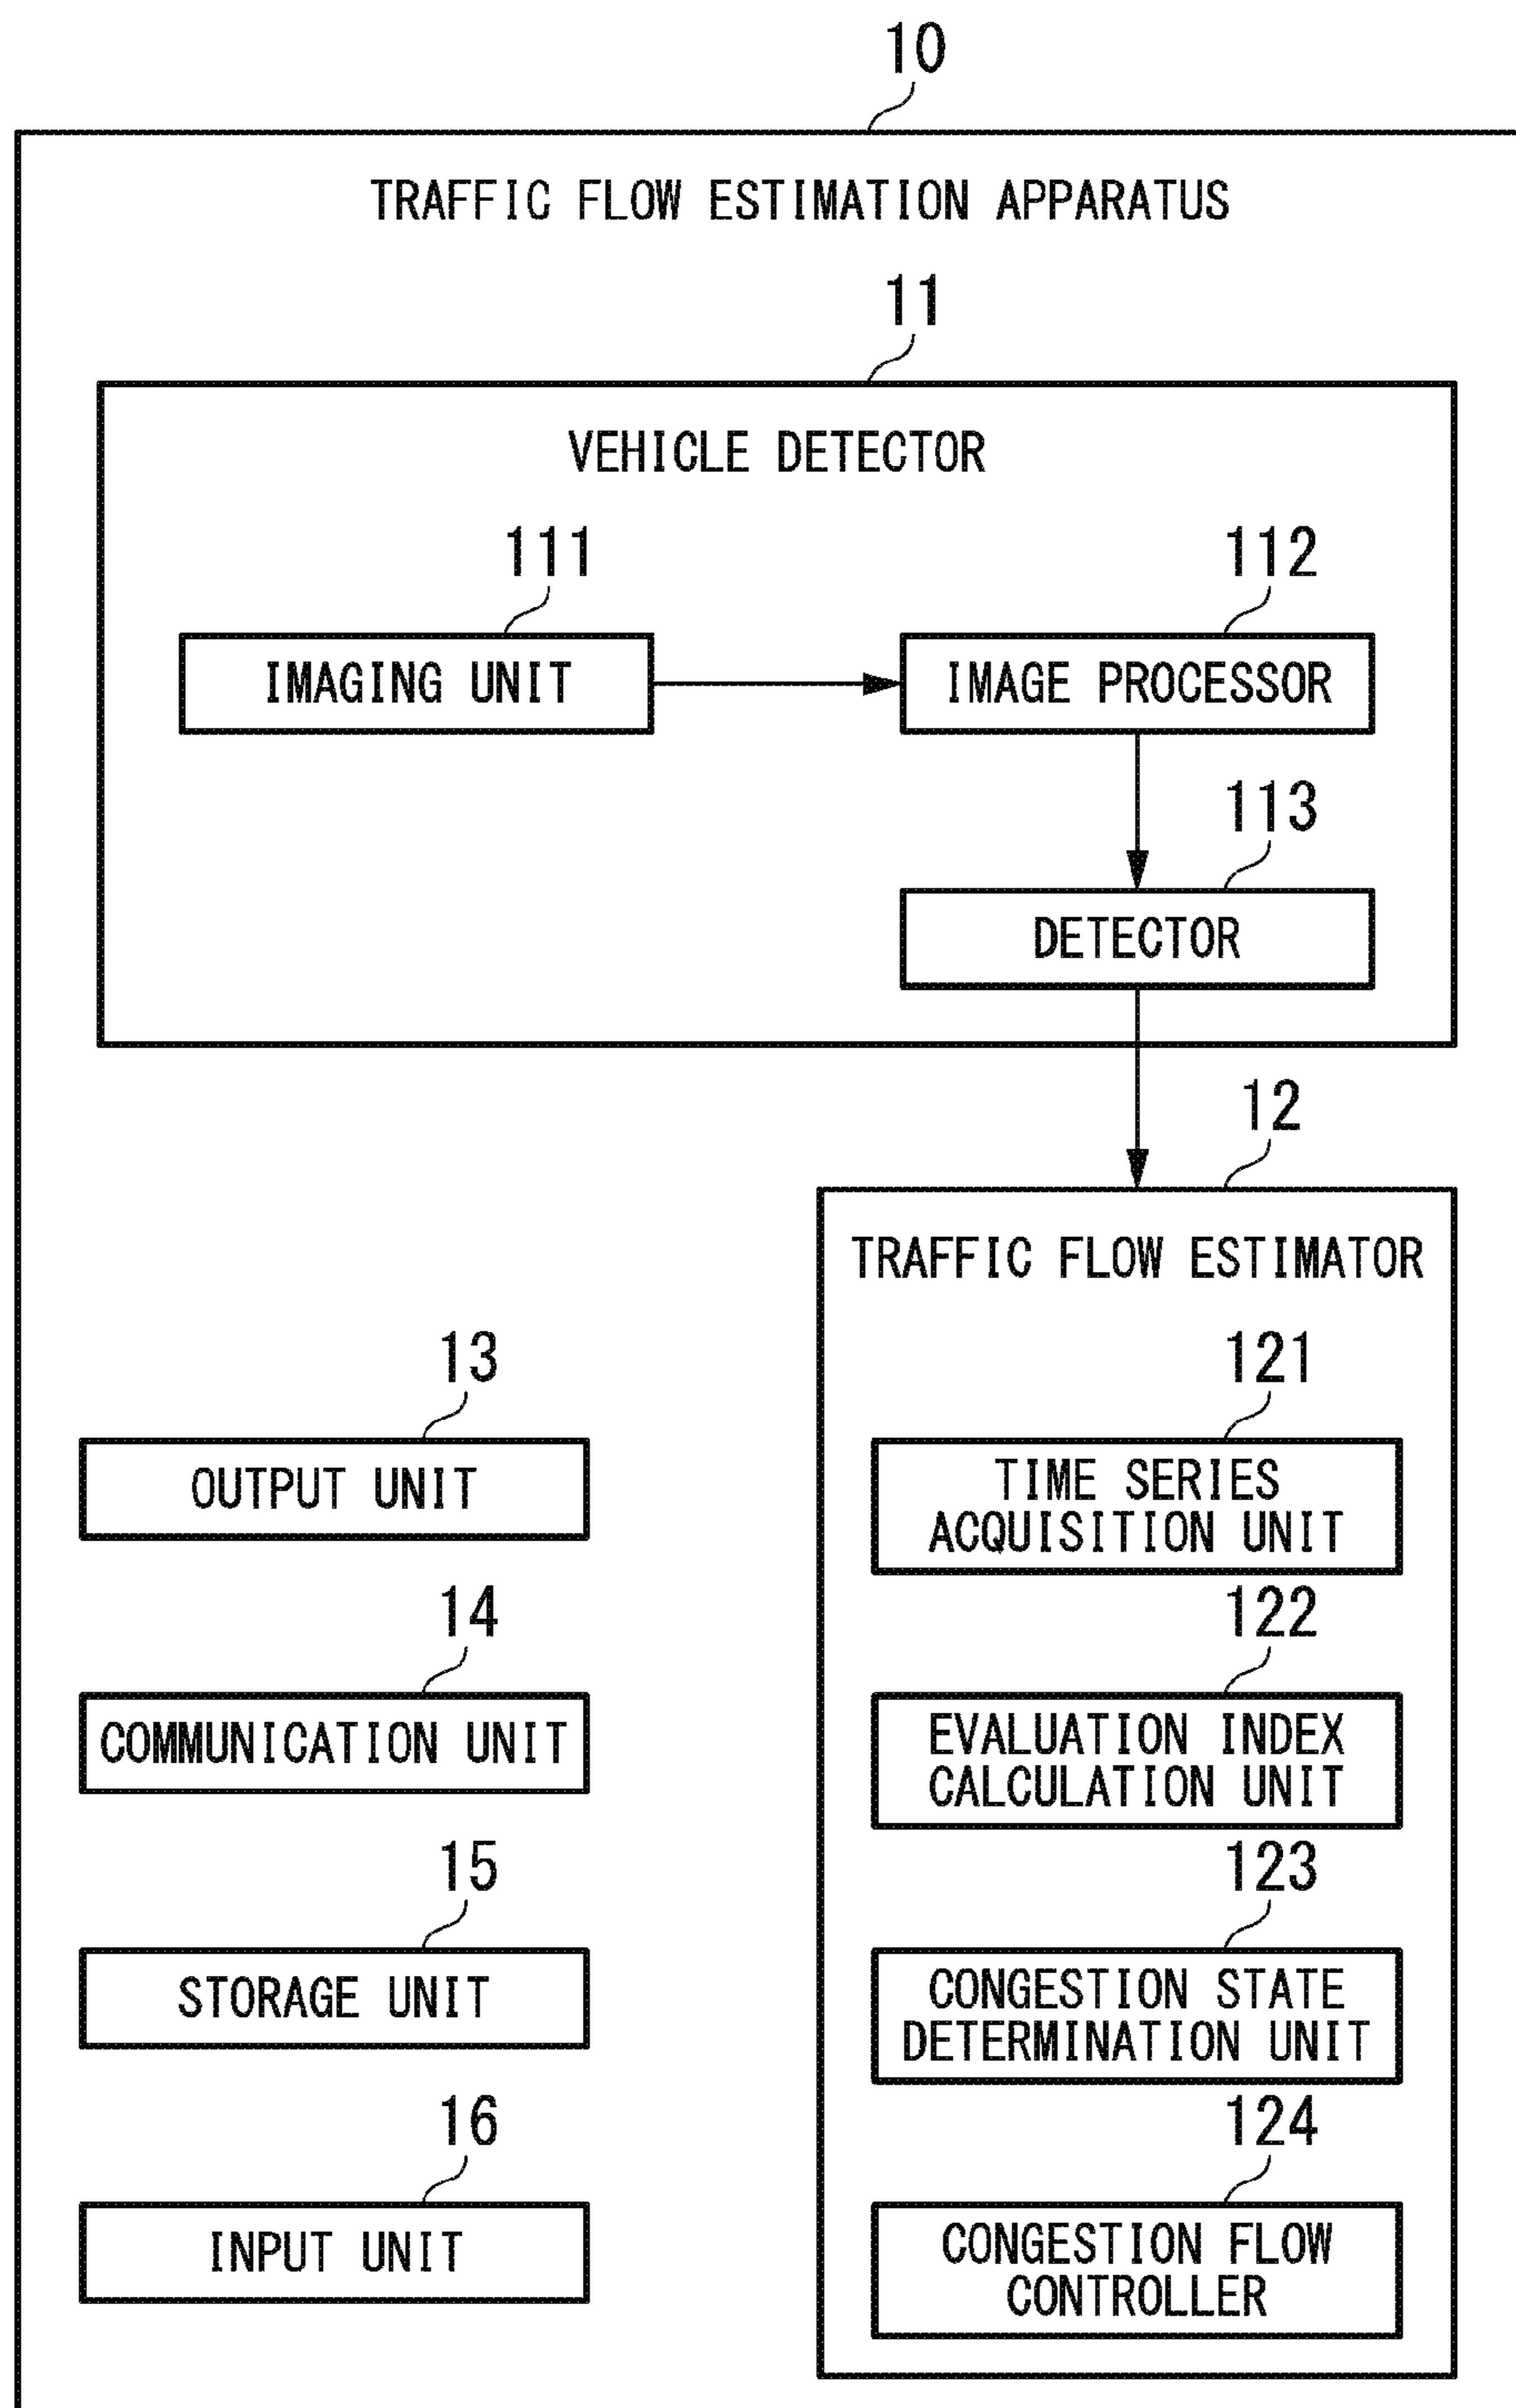 10
TRAFFIC FLOW ESTIMATION APPARATUS
11
VEHICLE DETECTOR
111
112
IMAGING UNIT
IMAGE PROCESSOR
113
DETECTOR
12
TRAFFIC FLOW ESTIMATOR
13
121
OUTPUT UNIT
TIME SERIES
ACQUISITION UNIT
14
122
COMMUNICATION UNIT
EVALUATION INDEX
CALCULATION UNIT
15
123
STORAGE UNIT
CONGESTION STATE
DETERMINATION UNIT
16
124
INPUT UNIT
CONGESTION FLOW
CONTROLLER